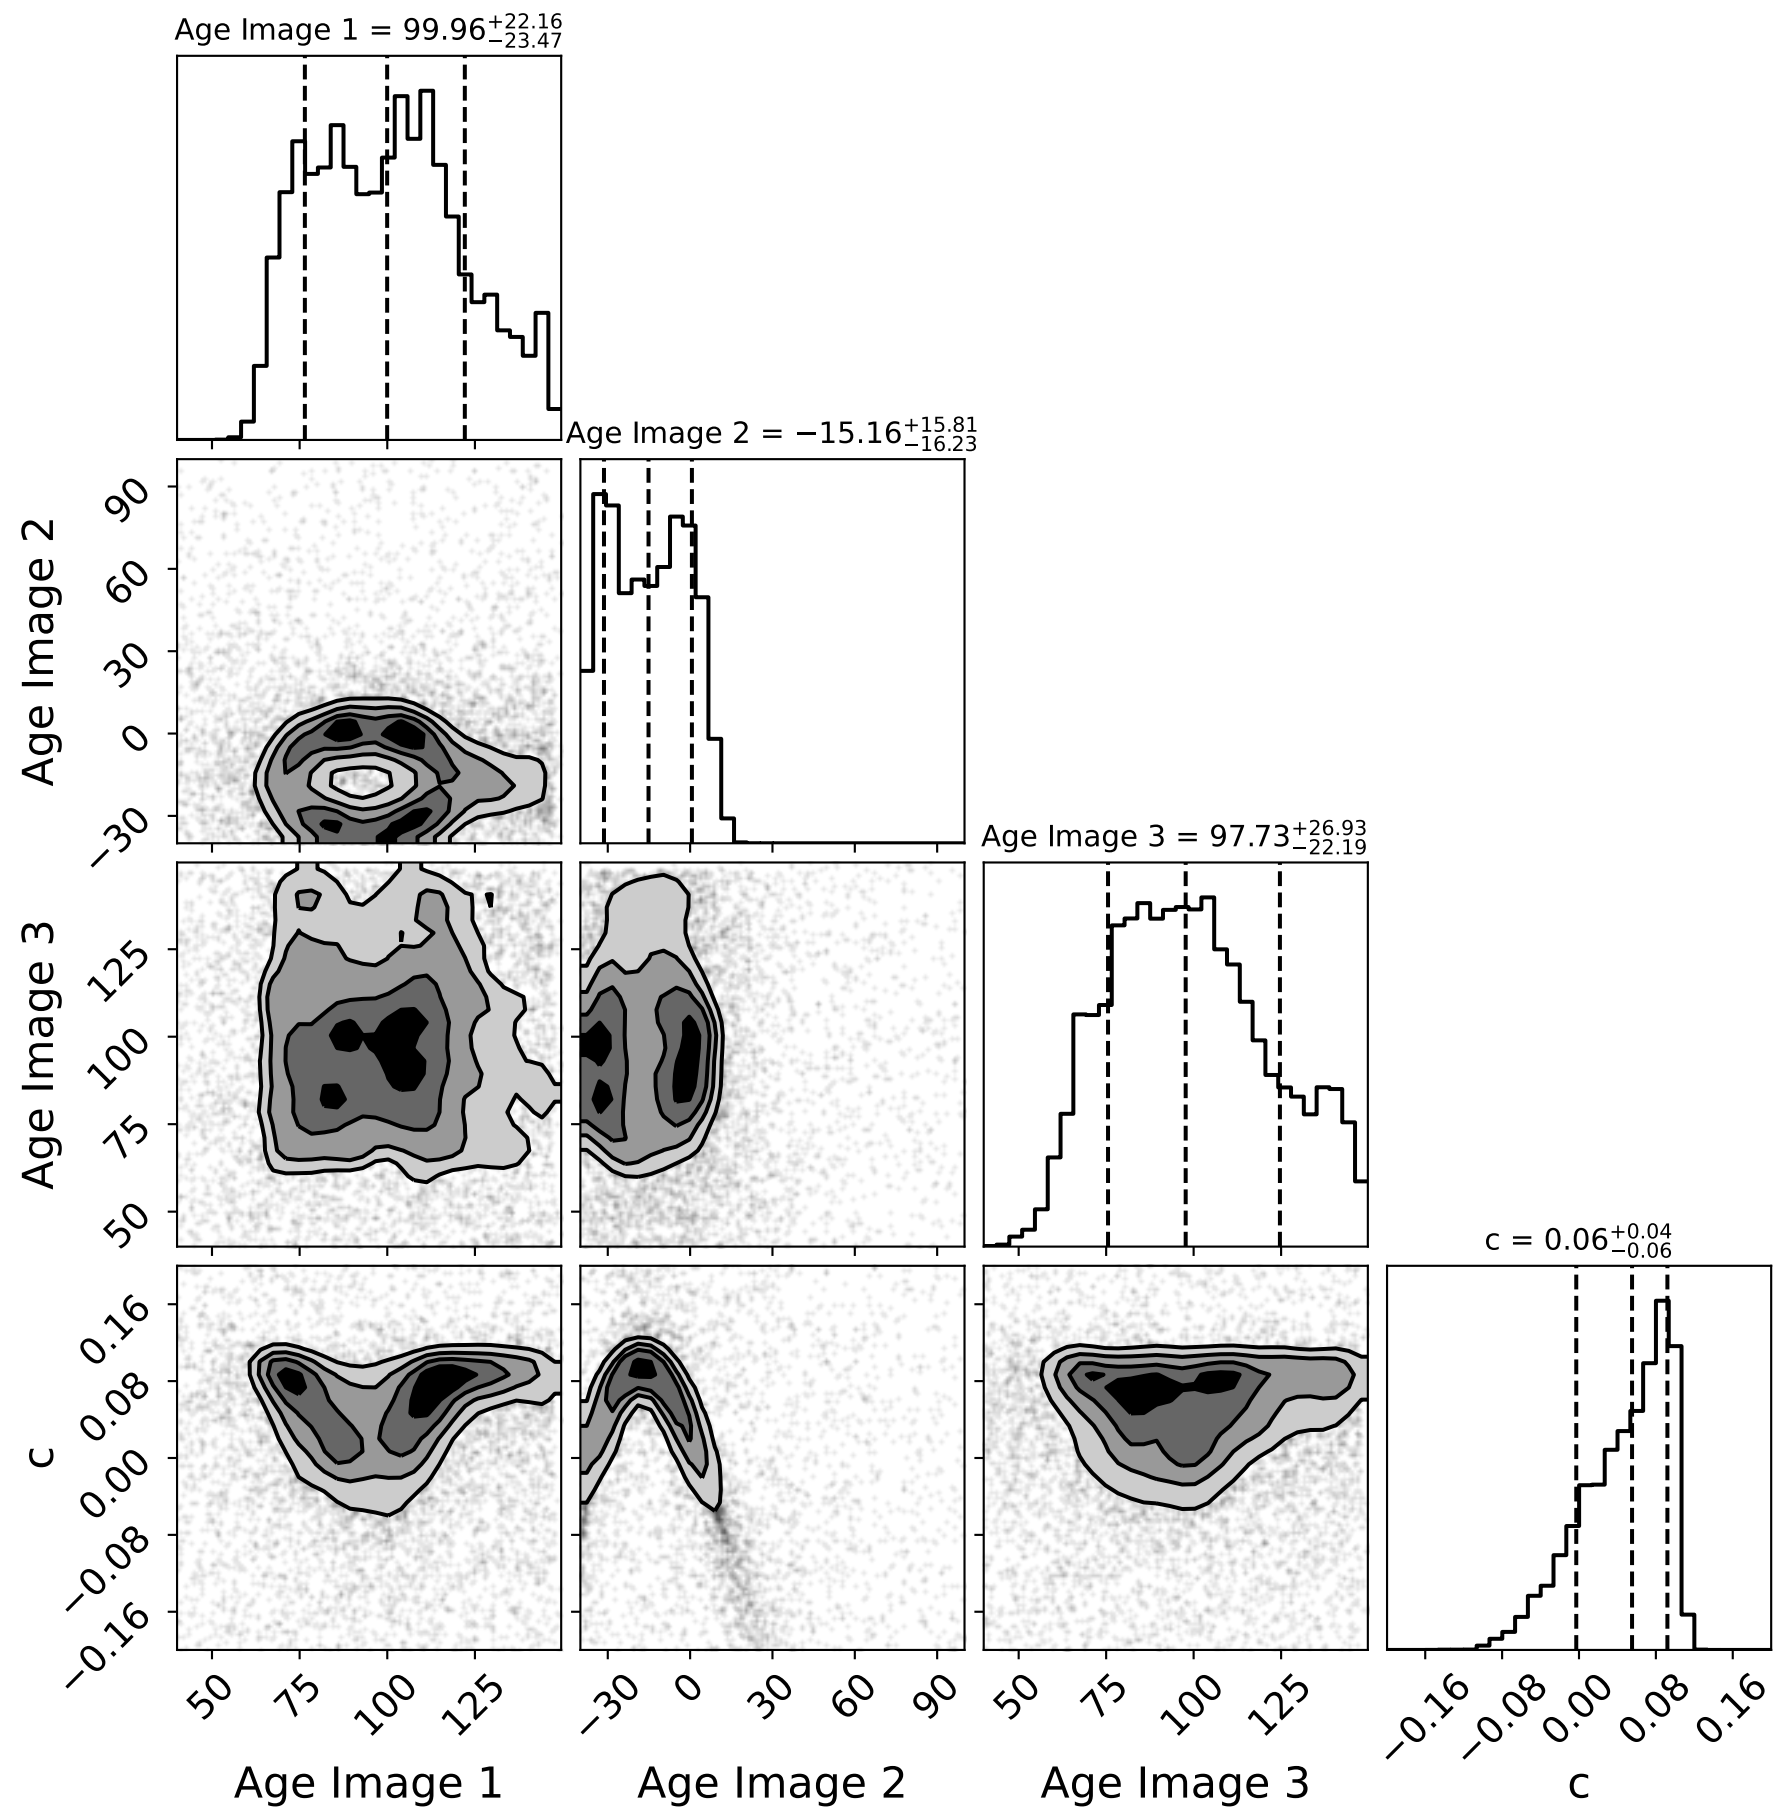 Age Image 1 = 99.96+22.16−23.47
Age Image 2 = −15.16+15.81−16.23
Age Image 2
90
60
30
0
−30
Age Image 3 = 97.73+26.93−22.19
Age Image 3
125
100
75
50
c = 0.06+0.04−0.06
c
0.16
0.08
0.00
−0.08
−0.16
50 75 100 125 −30 0 30 60 90 50 75 100 125 −0.16 −0.08 0.00 0.08 0.16
Age Image 1 Age Image 2 Age Image 3 c